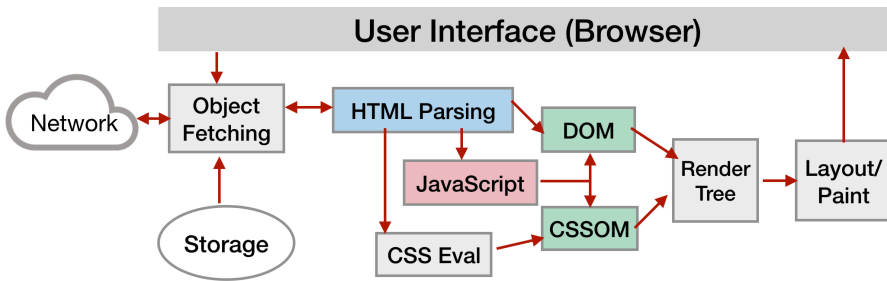 User Interface (Browser)
Network
Object
Fetching
HTML Parsing
DOM
JavaScript
Render
Tree
Layout/
Paint
Storage
CSS Eval
CSSOM